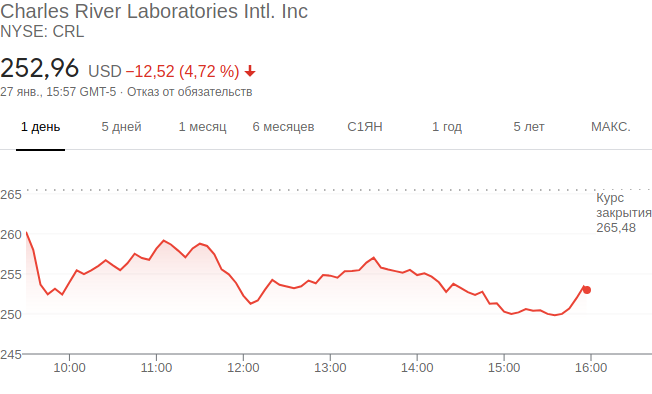 Charles River Laboratories Intl. Inc
NYSE: CRL
252,96 USD −12,52 (4,72 %)
27 янв., 15:57 GMT-5 · Отказ от обязательств
1 день 5 дней 1 месяц 6 месяцев С1ЯН 1 год 5 лет МАКС.
265
Курс
закрытия
265,48
260
255
250
245
10:00 11:00 12:00 13:00 14:00 15:00 16:00